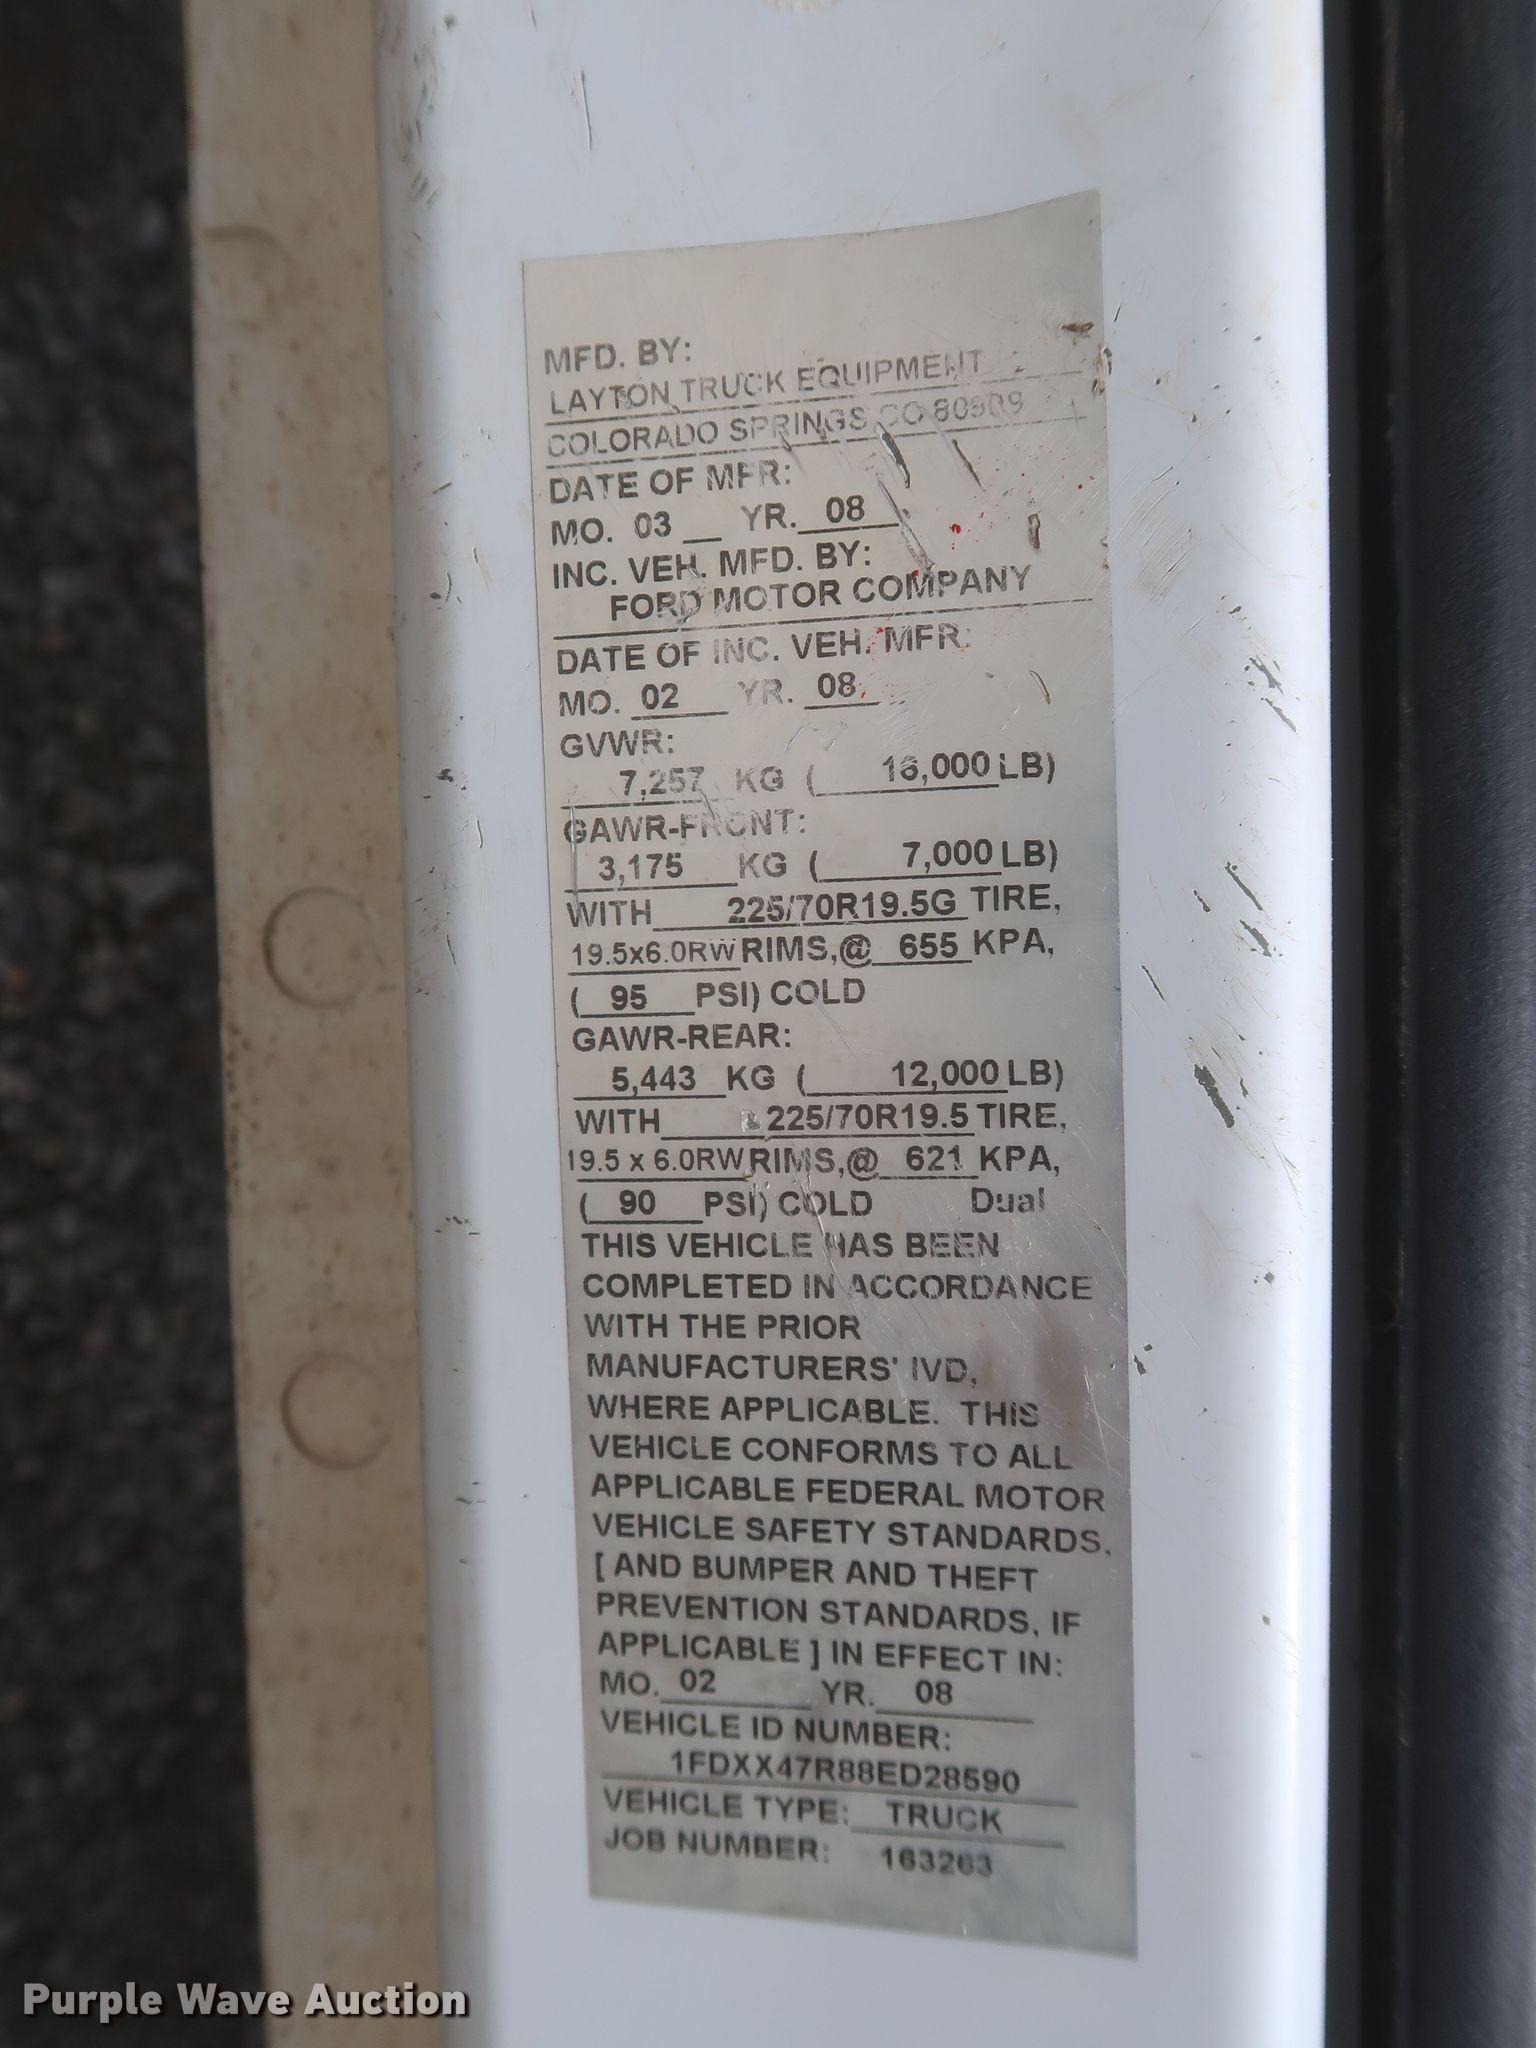 MFD. BY:
LAYTON TRUCK EQUIPMENT
COLORADO SPRINGS, CO 80909
DATE OF MFR:
MO. 03 YR. 08
INC. VEH. MFD. BY:
FORD MOTOR COMPANY
DATE OF INC. VEH. MFR:
MO. 02 YR. 08
GVWR:
7,257 KG ( 16,000 LB)
GAWR-FRONT:
3,175 KG ( 7,000 LB)
WITH 225/70R19.5G TIRE,
19.5x6.0RW RIMS,@ 655 KPA,
( 95 PSI) COLD
GAWR-REAR:
5,443 KG ( 12,000 LB)
WITH 225/70R19.5 TIRE,
19.5 x 6.0RW RIMS,@ 621 KPA,
( 90 PSI) COLD Dual
THIS VEHICLE HAS BEEN
COMPLETED IN ACCORDANCE
WITH THE PRIOR
MANUFACTURERS' IVD,
WHERE APPLICABLE. THIS
VEHICLE CONFORMS TO ALL
APPLICABLE FEDERAL MOTOR
VEHICLE SAFETY STANDARDS,
[ AND BUMPER AND THEFT
PREVENTION STANDARDS, IF
APPLICABLE ] IN EFFECT IN:
MO. 02 YR. 08
VEHICLE ID NUMBER:
1FDXX47R88ED28590
VEHICLE TYPE: TRUCK
JOB NUMBER: 163263
Purple Wave Auction